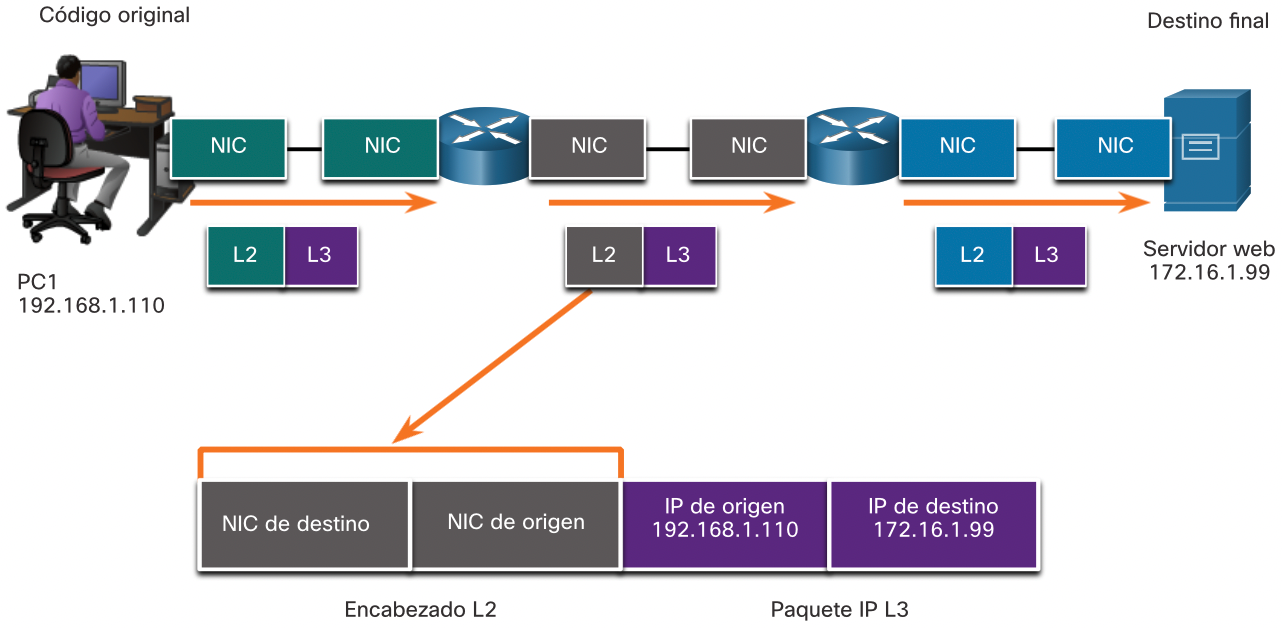 Código original
Destino final
NIC
NIC
NIC
NIC
NIC
NIC
L2
L3
L2
L3
L2
L3
PC1
192.168.1.110
Servidor web
172.16.1.99
NIC de destino
NIC de origen
IP de origen
192.168.1.110
IP de destino
172.16.1.99
Encabezado L2
Paquete IP L3